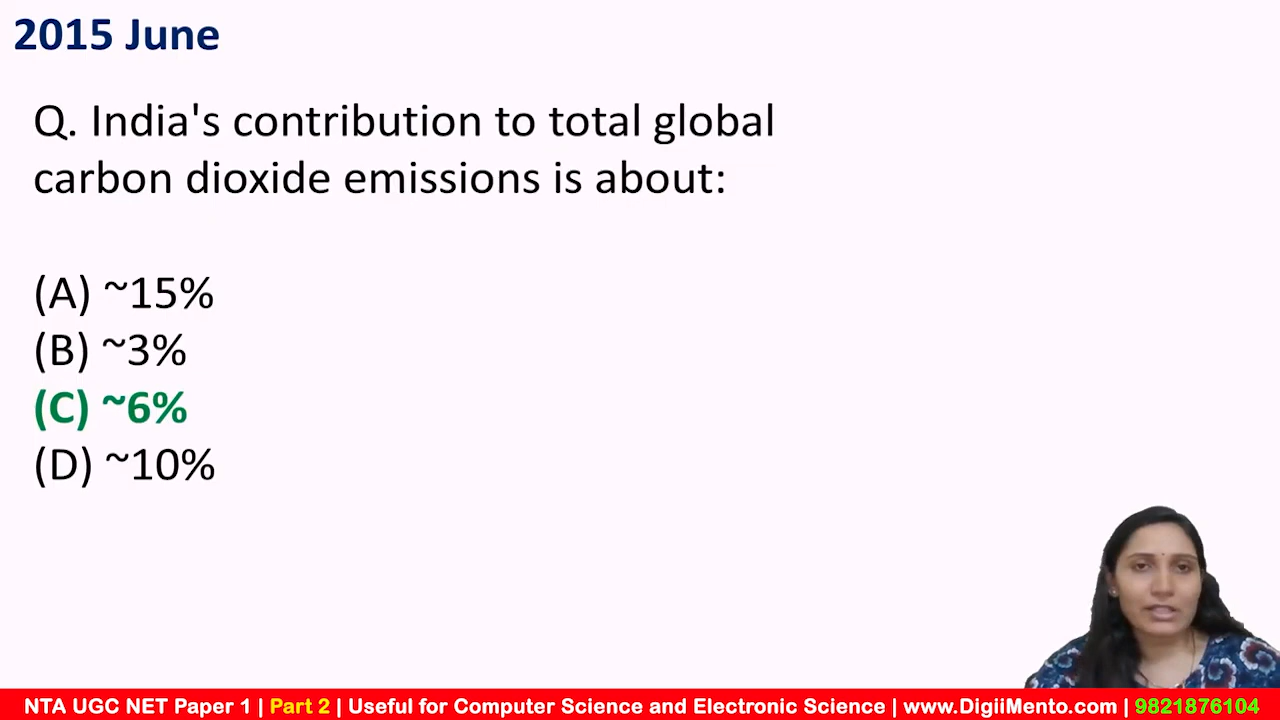 2015 June
Q. India's contribution to total global
carbon dioxide emissions is about:
(A) ~15%
(B) ~3%
(C) ~6%
(D) ~10%
NTA UGC NET Paper 1 | Part 2 | Useful for Computer Science and Electronic Science | www.DigiiMento.com | 9821876104